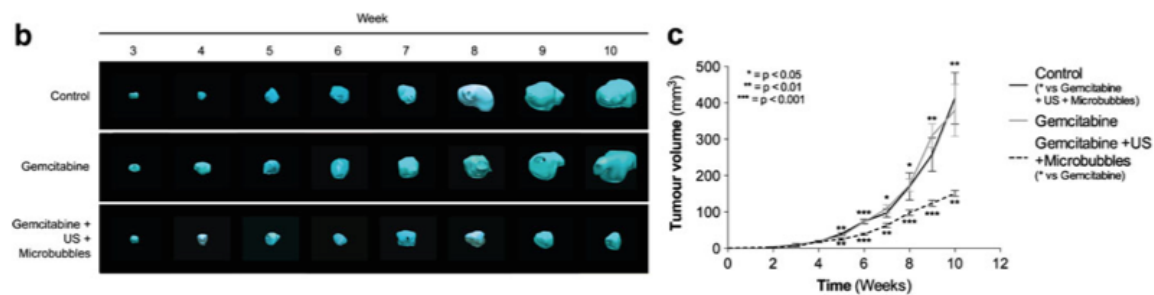 b
Week
3 4 5 6 7 8 9 10
Control
Gemcitabine
Gemcitabine +
US +
Microbubbles
c
* = p < 0.05
** = p < 0.01
*** = p < 0.001
Tumour volume (mm³)
500
400
300
200
100
0
** *** * * ** **
** *** ** *** *** **
0 2 4 6 8 10 12
Time (Weeks)
Control
(* vs Gemcitabine
+ US + Microbubbles)
Gemcitabine
Gemcitabine +US
+Microbubbles
(* vs Gemcitabine)